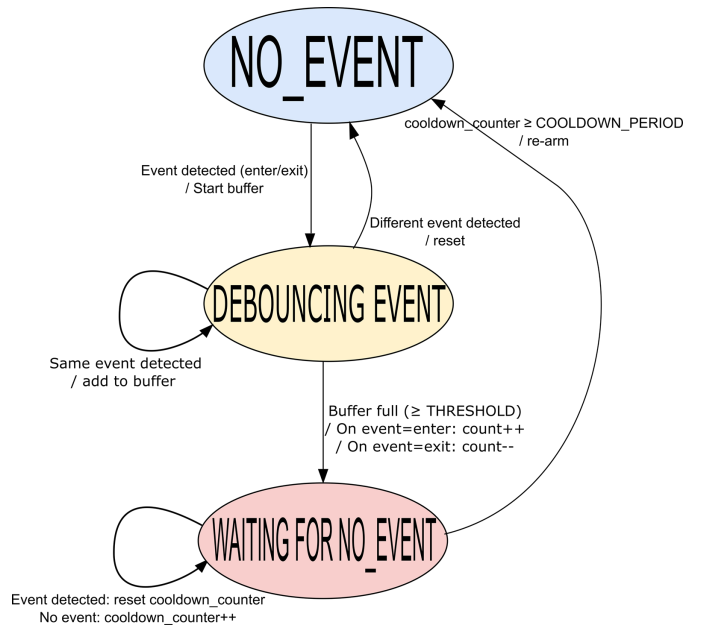 NO_EVENT
cooldown_counter ≥ COOLDOWN_PERIOD
/ re-arm
Event detected (enter/exit)
/ Start buffer
Different event detected
/ reset
DEBOUNCING EVENT
Same event detected
/ add to buffer
Buffer full (≥ THRESHOLD)
/ On event=enter: count++
/ On event=exit: count--
WAITING FOR NO_EVENT
Event detected: reset cooldown_counter
No event: cooldown_counter++